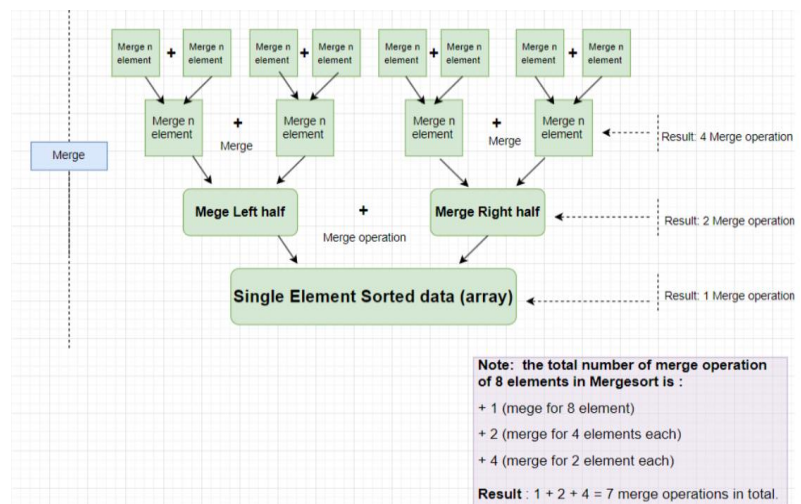 Merge n element
+
Merge n element
Merge n element
+
Merge n element
Merge n element
+
Merge n element
Merge n element
+
Merge n element
Merge n
element
+
Merge
Merge n
element
Merge n
element
+
Merge
Merge n
element
Result: 4 Merge operation
Merge
Mege Left half
+
Merge operation
Merge Right half
Result: 2 Merge operation
Single Element Sorted data (array)
Result: 1 Merge operation
Note: the total number of merge operation
of 8 elements in Mergesort is :
+ 1 (mege for 8 element)
+ 2 (merge for 4 elements each)
+ 4 (merge for 2 element each)
Result : 1 + 2 + 4 = 7 merge operations in total.